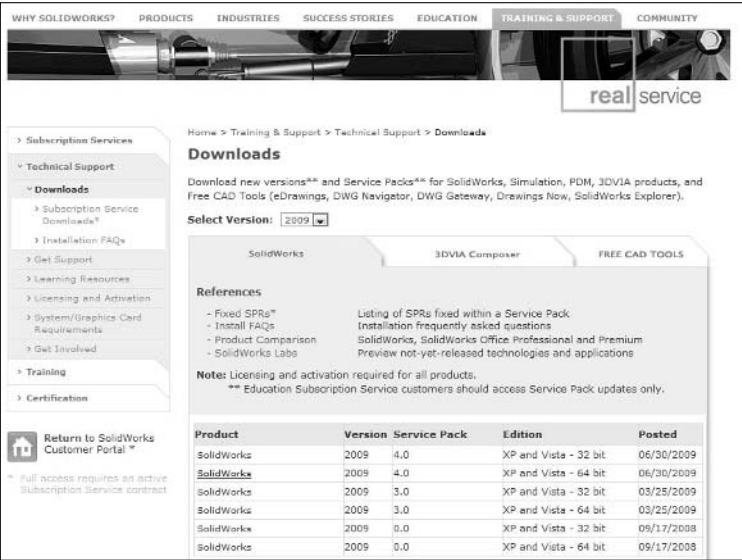 WHY SOLIDWORKS? PRODUCTS INDUSTRIES SUCCESS STORIES EDUCATION TRAINING & SUPPORT COMMUNITY
real service
> Subscription Services
Technical Support
Downloads
> Subscription Service
Downloads*
> Installation FAQs
> Get Support
> Learning Resources
> Licensing and Activation
> System/Graphics Card
Requirements
> Get Involved
> Training
> Certification
Return to SolidWorks
Customer Portal *
* Full access requires an active
Subscription Service contract
Home > Training & Support > Technical Support > Downloads
Downloads
Download new versions** and Service Packs** for SolidWorks, Simulation, PDM, 3DVIA products, and
Free CAD Tools (eDrawings, DWG Navigator, DWG Gateway, Drawings Now, SolidWorks Explorer).
Select Version: 2009
SolidWorks 3DVIA Composer FREE CAD TOOLS
References
- Fixed SPRs* Listing of SPRs fixed within a Service Pack
- Install FAQs Installation frequently asked questions
- Product Comparison SolidWorks, SolidWorks Office Professional and Premium
- SolidWorks Labs Preview not-yet-released technologies and applications
Note: Licensing and activation required for all products.
** Education Subscription Service customers should access Service Pack updates only.
Product Version Service Pack Edition Posted
SolidWorks 2009 4.0 XP and Vista - 32 bit 06/30/2009
SolidWorks 2009 4.0 XP and Vista - 64 bit 06/30/2009
SolidWorks 2009 3.0 XP and Vista - 32 bit 03/25/2009
SolidWorks 2009 3.0 XP and Vista - 64 bit 03/25/2009
SolidWorks 2009 0.0 XP and Vista - 32 bit 09/17/2008
SolidWorks 2009 0.0 XP and Vista - 64 bit 09/17/2008